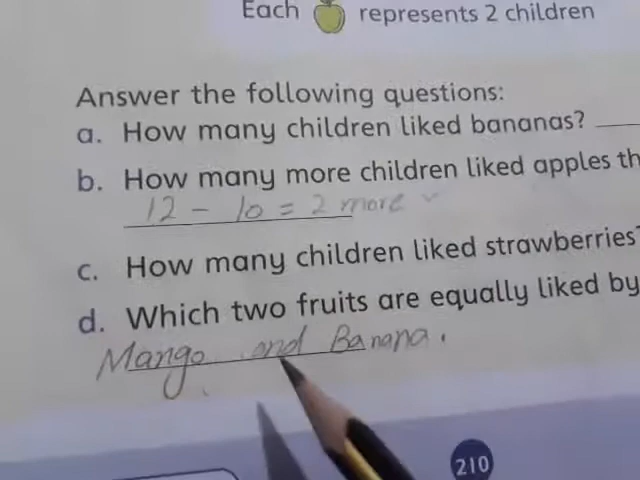 Each represents 2 children
Answer the following questions:
a. How many children liked bananas?
b. How many more children liked apples th
12 - 10 = 2 more
c. How many children liked strawberries?
d. Which two fruits are equally liked by
Mango and Banana.
210